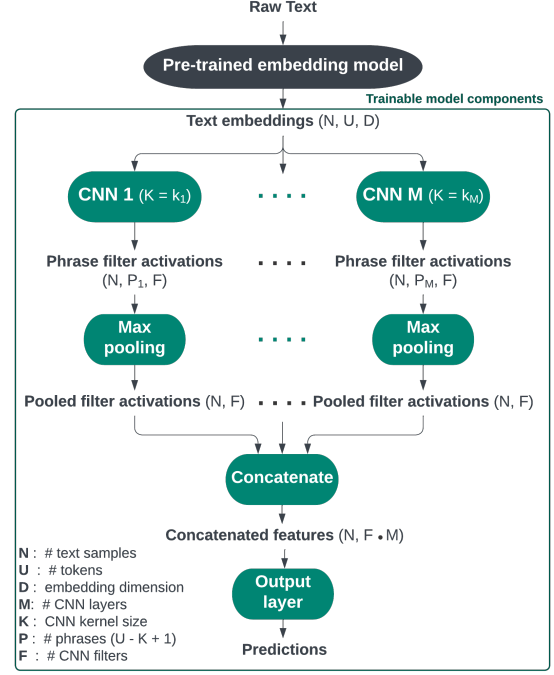 Raw Text
Pre-trained embedding model
Trainable model components
Text embeddings (N, U, D)
CNN 1 (K = k₁)
CNN M (K = k_M)
Phrase filter activations
(N, P₁, F)
Phrase filter activations
(N, P_M, F)
Max
pooling
Max
pooling
Pooled filter activations (N, F)
Pooled filter activations (N, F)
Concatenate
Concatenated features (N, F • M)
Output
layer
Predictions
N : # text samples
U : # tokens
D : embedding dimension
M: # CNN layers
K : CNN kernel size
P : # phrases (U - K + 1)
F : # CNN filters